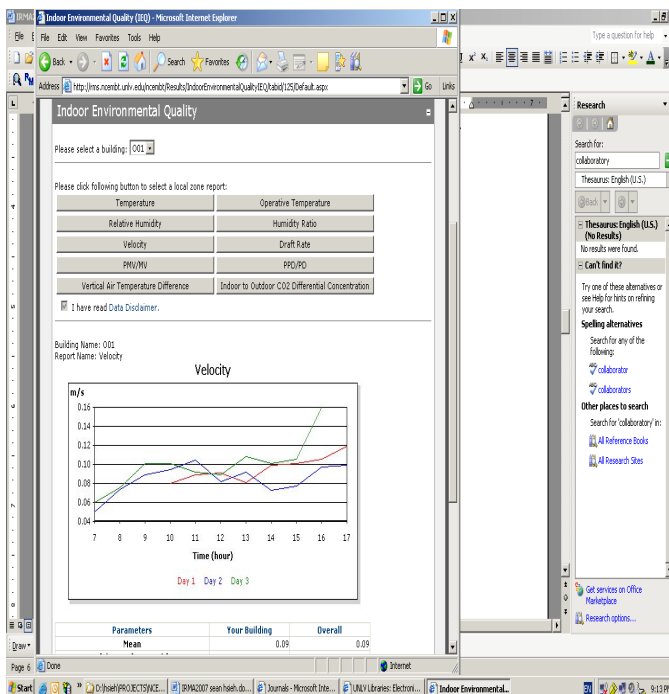 IRMA2
Indoor Environmental Quality (IEQ) - Microsoft Internet Explorer
File Edit View Favorites Tools Help
Type a question for help
Back Search Favorites
Address http://irms.ncembt.unlv.edu/ncembt/Results/IndoorEnvironmentalQualityIEQ/tabid/125/Default.aspx Go Links
Indoor Environmental Quality
Please select a building: O01
Please click following button to select a local zone report:
Temperature Operative Temperature
Relative Humidity Humidity Ratio
Velocity Draft Rate
PMV/MV PPD/PD
Vertical Air Temperature Difference Indoor to Outdoor CO2 Differential Concentration
I have read Data Disclaimer.
Building Name: O01
Report Name: Velocity
Velocity
m/s
0.16
0.14
0.12
0.10
0.08
0.06
0.04
7 8 9 10 11 12 13 14 15 16 17
Time (hour)
Day 1 Day 2 Day 3
Parameters Your Building Overall
Mean 0.09 0.09
Done Internet
Research
Search for:
collaboratory
Thesaurus: English (U.S.)
Back
Thesaurus: English (U.S.)
(No Results)
No results were found.
Can't find it?
Try one of these alternatives or
see Help for hints on refining
your search.
Spelling alternatives
Search for any of the
following:
collaborator
collaborators
Other places to search
Search for 'collaboratory' in:
All Reference Books
All Research Sites
Get services on Office
Marketplace
Research options...
Draw
Page 6
Start D:\hsieh\PROJECTS\NCE... IRMA2007 sean hsieh.do... Journals - Microsoft Inte... UNLV Libraries: Electroni... Indoor Environmental... EN